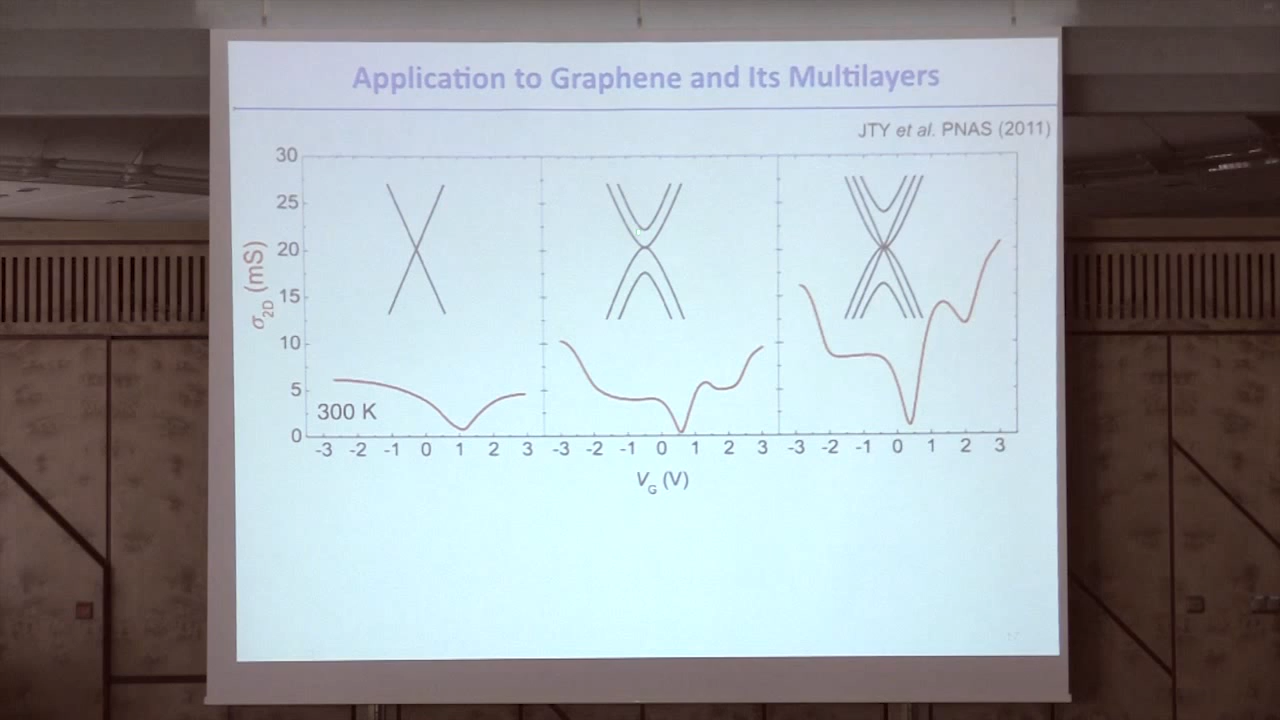 Application to Graphene and Its Multilayers
JTY et al. PNAS (2011)
30
25
20
15
10
5
0
σ2D (mS)
300 K
-3 -2 -1 0 1 2 3 -3 -2 -1 0 1 2 3 -3 -2 -1 0 1 2 3
VG (V)